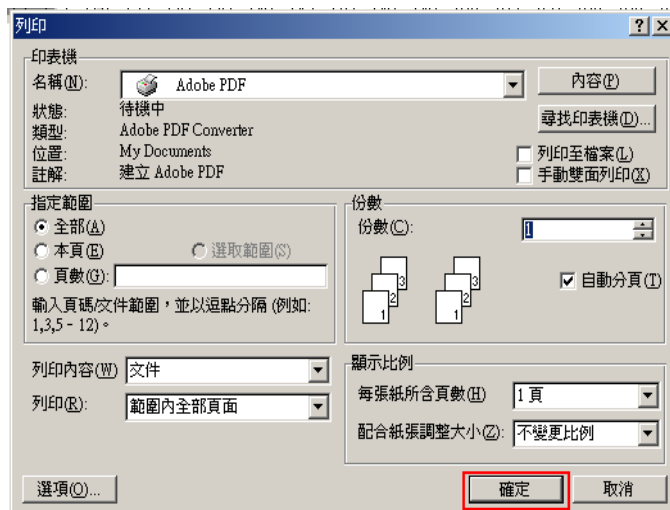 列印
印表機
名稱(N): Adobe PDF 內容(P)
狀態: 待機中 尋找印表機(D)...
類型: Adobe PDF Converter
位置: My Documents 列印至檔案(L)
註解: 建立 Adobe PDF 手動雙面列印(X)
指定範圍
全部(A)
本頁(E) 選取範圍(S)
頁數(G):
輸入頁碼/文件範圍，並以逗點分隔 (例如:
1,3,5 - 12)。
份數
份數(C): 1
自動分頁(T)
3 3
2 2
1 1
列印內容(W) 文件
列印(R): 範圍內全部頁面
顯示比例
每張紙所含頁數(H) 1 頁
配合紙張調整大小(Z): 不變更比例
選項(O)... 確定 取消